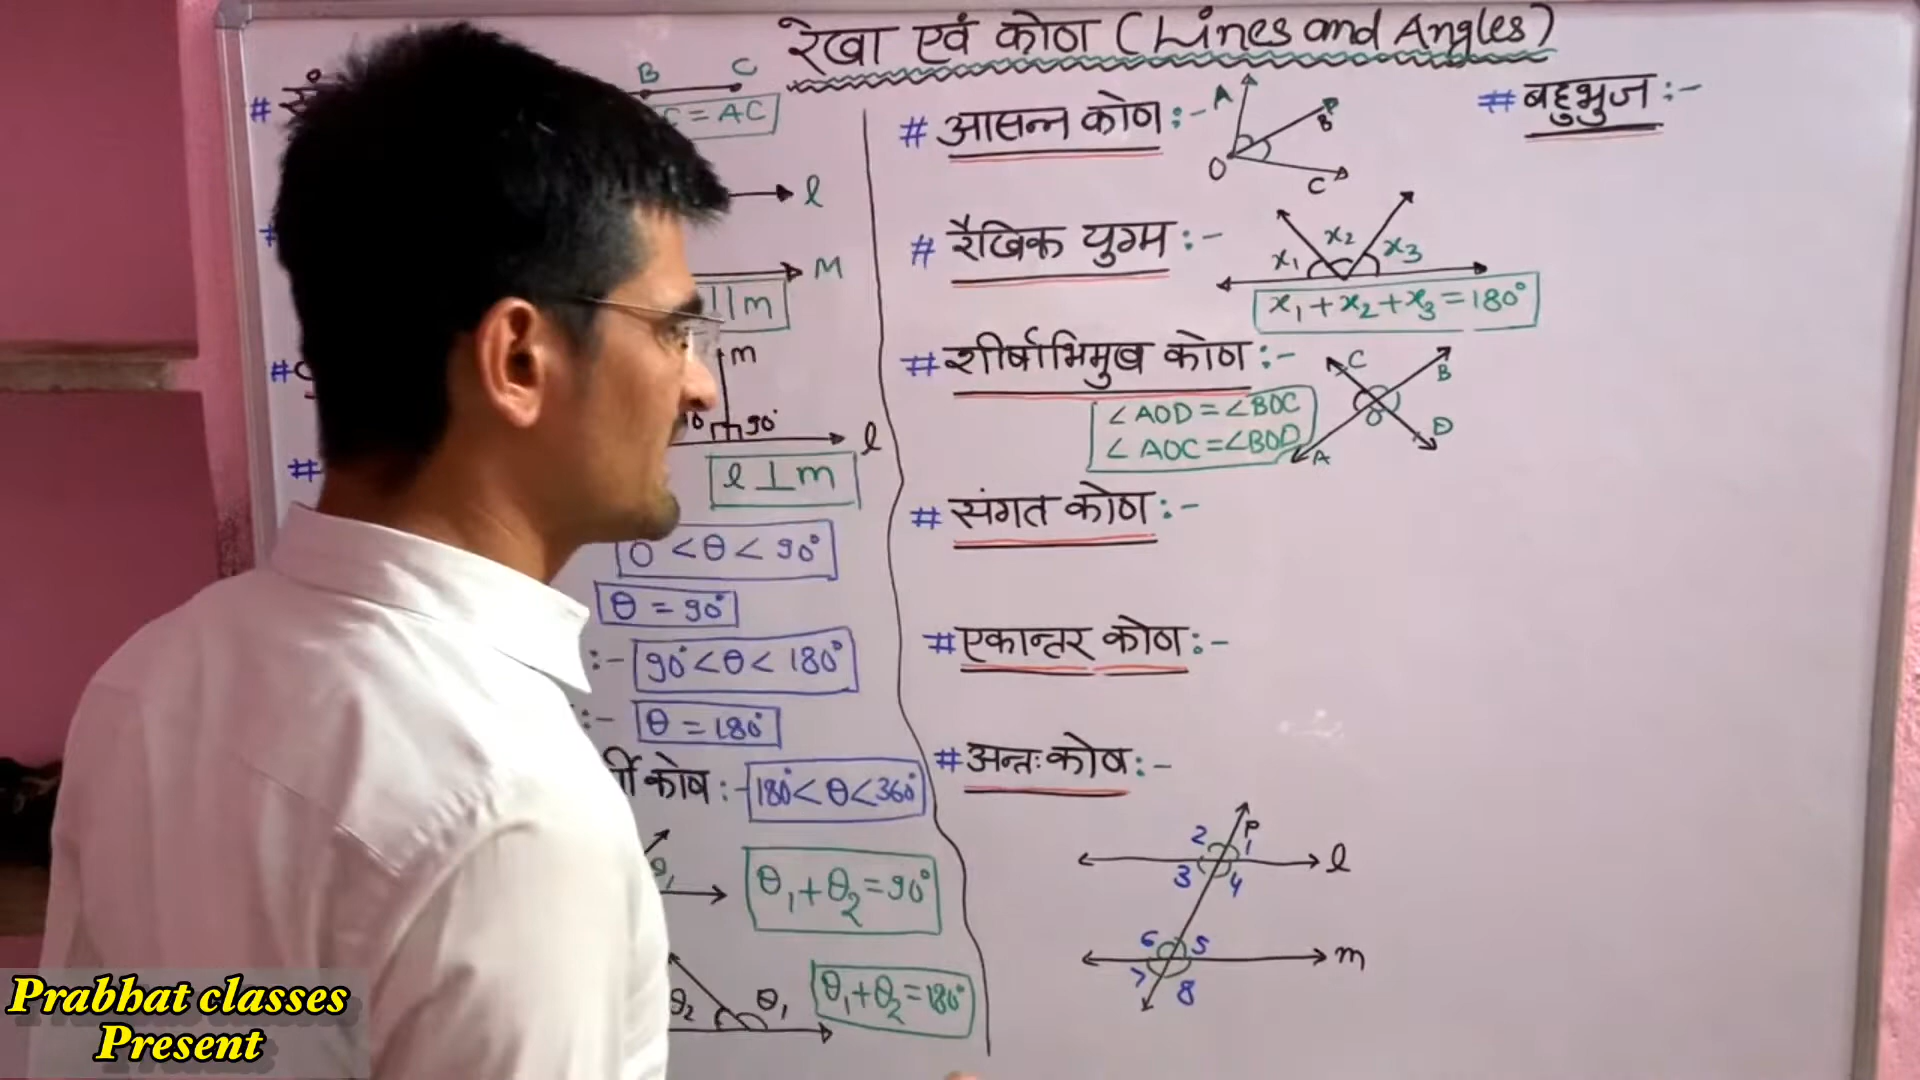 रेखा एवं कोण (Lines and Angles)
B C
= AC
l
M
|| m
m
90°
l
l ⊥ m
0 < θ < 90°
θ = 90°
:- 90° < θ < 180°
:- θ = 180°
कोण :- 180° < θ < 360°
θ₁ + θ₂ = 90°
θ₂ θ₁
θ₁ + θ₂ = 180°
# आसन्न कोण :-
A
B
O
C
# रैखिक युग्म :-
x₁ x₂ x₃
x₁ + x₂ + x₃ = 180°
# शीर्षाभिमुख कोण :-
∠AOD = ∠BOC
∠AOC = ∠BOD
C B
O
A D
# संगत कोण :-
# एकान्तर कोण :-
# अन्तः कोण :-
2 P 1 l
3 4
6 5 m
7 8
# बहुभुज :-
Prabhat classes
Present